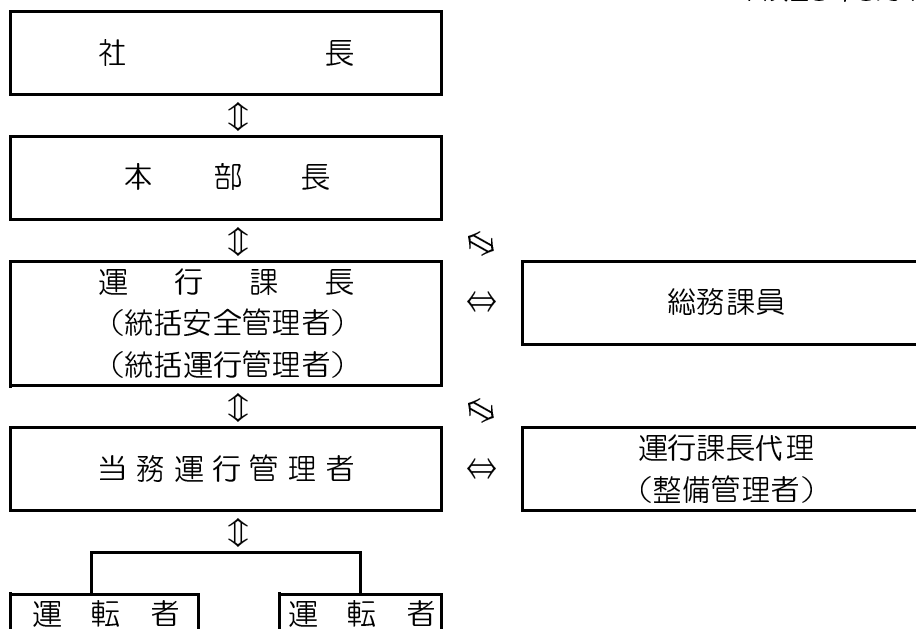 社長
本部長
運行課長
（統括安全管理者）
（統括運行管理者）
総務課員
当務運行管理者
運行課長代理
（整備管理者）
運転者
運転者